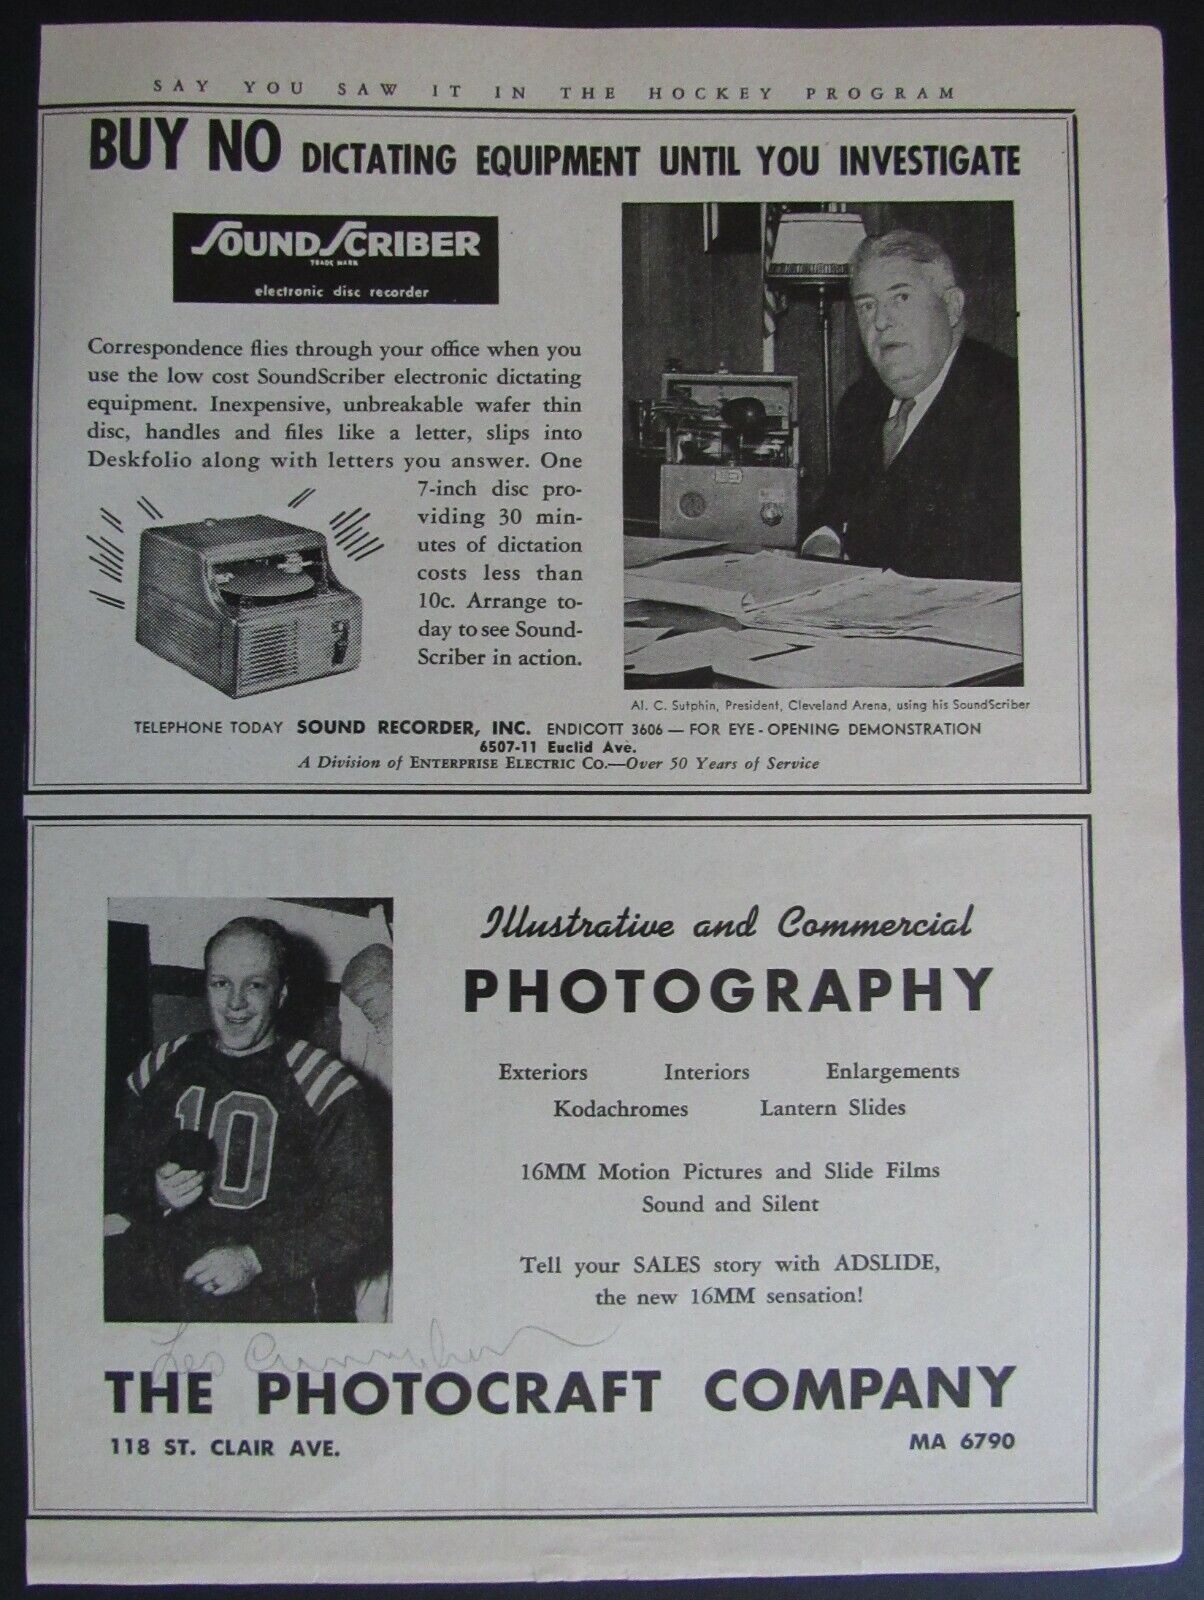 SAY YOU SAW IT IN THE HOCKEY PROGRAM
BUY NO DICTATING EQUIPMENT UNTIL YOU INVESTIGATE
SOUNDSCRIBER
TRADE MARK
electronic disc recorder
Correspondence flies through your office when you
use the low cost SoundScriber electronic dictating
equipment. Inexpensive, unbreakable wafer thin
disc, handles and files like a letter, slips into
Deskfolio along with letters you answer. One
7-inch disc pro-
viding 30 min-
utes of dictation
costs less than
10c. Arrange to-
day to see Sound-
Scriber in action.
Al. C. Sutphin, President, Cleveland Arena, using his SoundScriber
TELEPHONE TODAY SOUND RECORDER, INC. ENDICOTT 3606 — FOR EYE - OPENING DEMONSTRATION
6507-11 Euclid Ave.
A Division of ENTERPRISE ELECTRIC CO.—Over 50 Years of Service
Illustrative and Commercial
PHOTOGRAPHY
Exteriors Interiors Enlargements
Kodachromes Lantern Slides
16MM Motion Pictures and Slide Films
Sound and Silent
Tell your SALES story with ADSLIDE,
the new 16MM sensation!
10
Les Cunningham
THE PHOTOCRAFT COMPANY
118 ST. CLAIR AVE. MA 6790